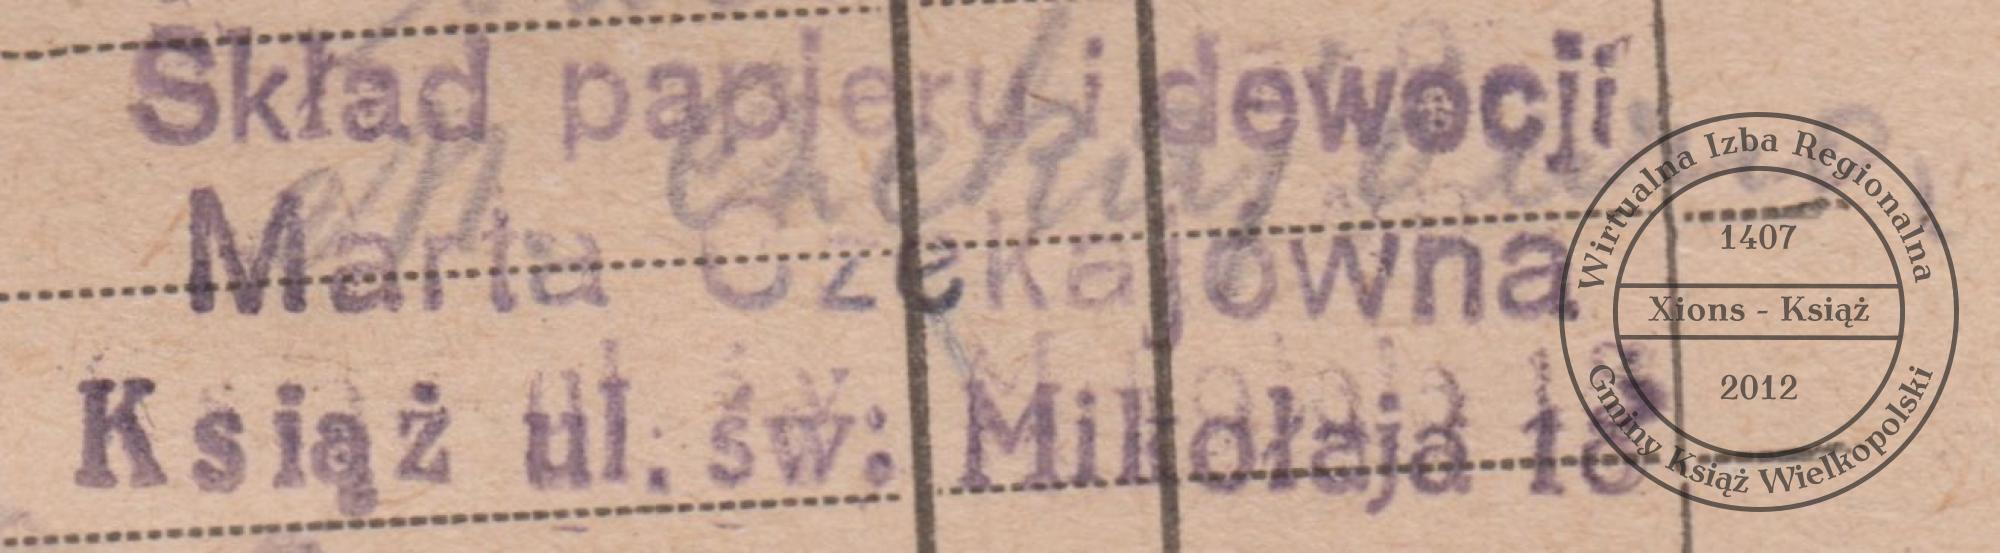 Skład papieru i dewocji
Marta Czekajówna
Książ ul. św: Mikołaja
Wirtualna Izba Regionalna
1407
Xions - Książ
2012
Gminy Książ Wielkopolski